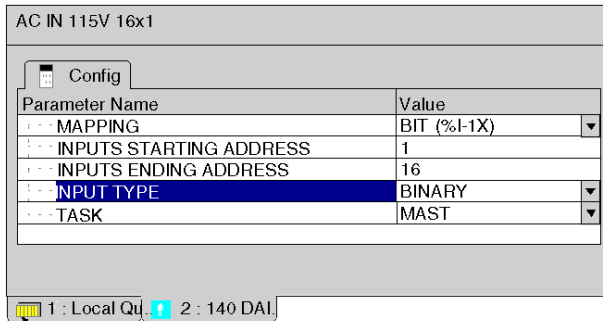 AC IN 115V 16x1
Config
Parameter Name Value
MAPPING BIT (%I-1X)
INPUTS STARTING ADDRESS 1
INPUTS ENDING ADDRESS 16
INPUT TYPE BINARY
TASK MAST
1 : Local Qu... 2 : 140 DAI.